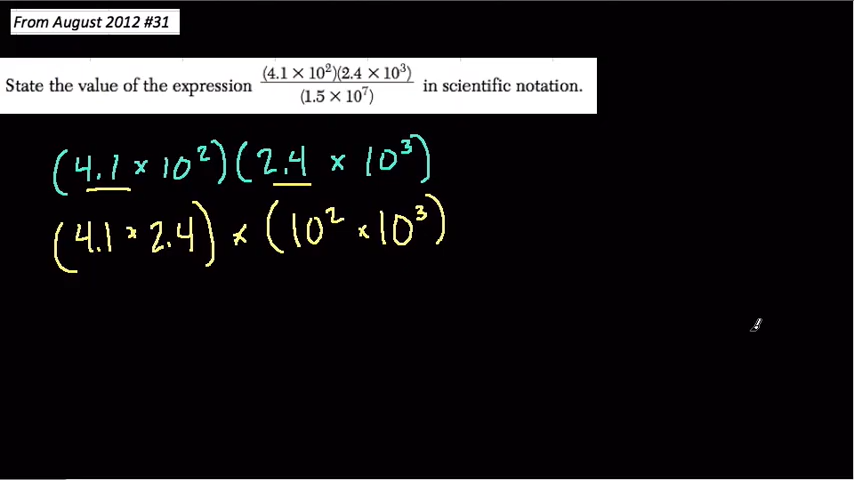 From August 2012 #31
State the value of the expression (4.1 × 10²)(2.4 × 10³) / (1.5 × 10⁷) in scientific notation.
(4.1 × 10²)(2.4 × 10³)
(4.1 × 2.4) × (10² × 10³)